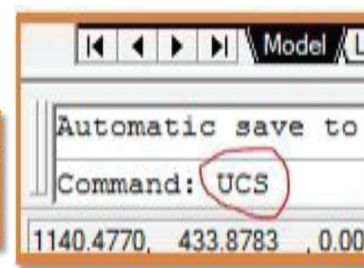 Model
Automatic save to
Command: UCS
1140.4770, 433.8783 , 0.00